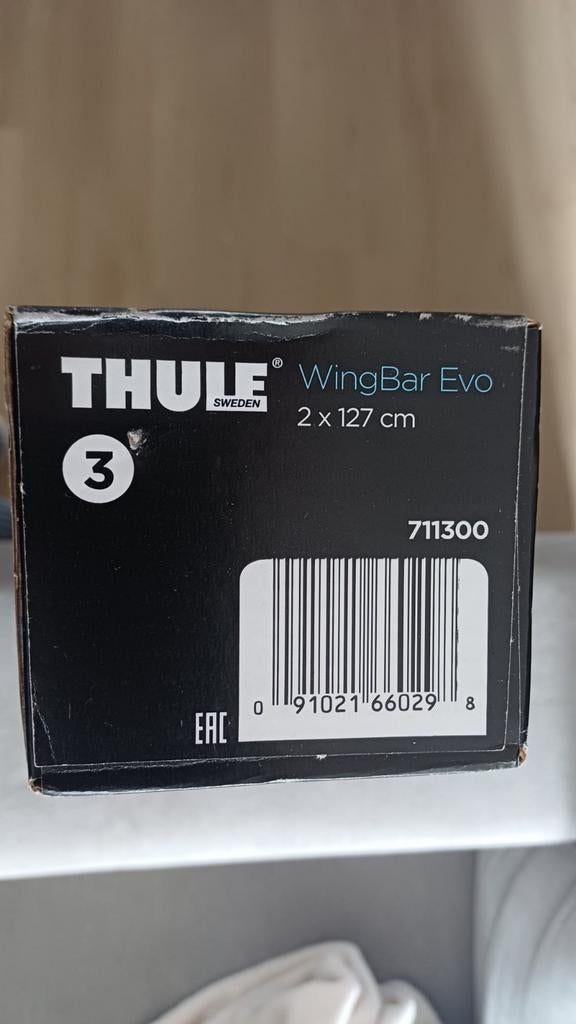 THULE® WingBar Evo
SWEDEN
2 x 127 cm
3
711300
0 91021 66029 8
EAC